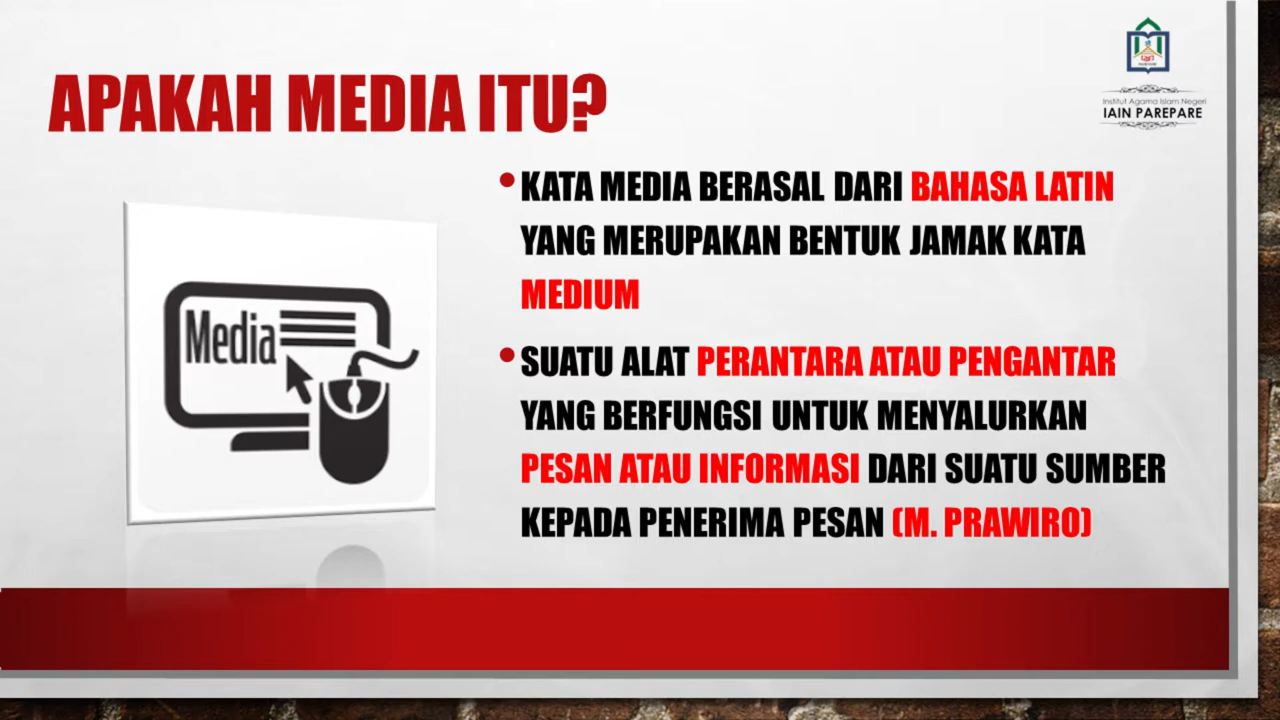 APAKAH MEDIA ITU?
Institut Agama Islam Negeri
IAIN PAREPARE
Media
•KATA MEDIA BERASAL DARI BAHASA LATIN
YANG MERUPAKAN BENTUK JAMAK KATA
MEDIUM
•SUATU ALAT PERANTARA ATAU PENGANTAR
YANG BERFUNGSI UNTUK MENYALURKAN
PESAN ATAU INFORMASI DARI SUATU SUMBER
KEPADA PENERIMA PESAN (M. PRAWIRO)